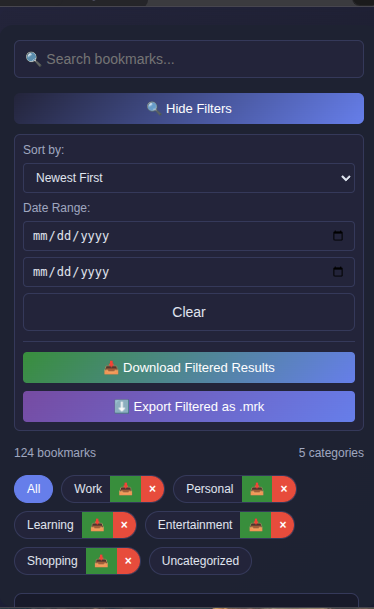 🔍 Search bookmarks...
🔍 Hide Filters
Sort by:
Newest First
Date Range:
mm/dd/yyyy
mm/dd/yyyy
Clear
📥 Download Filtered Results
⬇️ Export Filtered as .mrk
124 bookmarks 5 categories
All Work 📥 × Personal 📥 ×
Learning 📥 × Entertainment 📥 ×
Shopping 📥 × Uncategorized